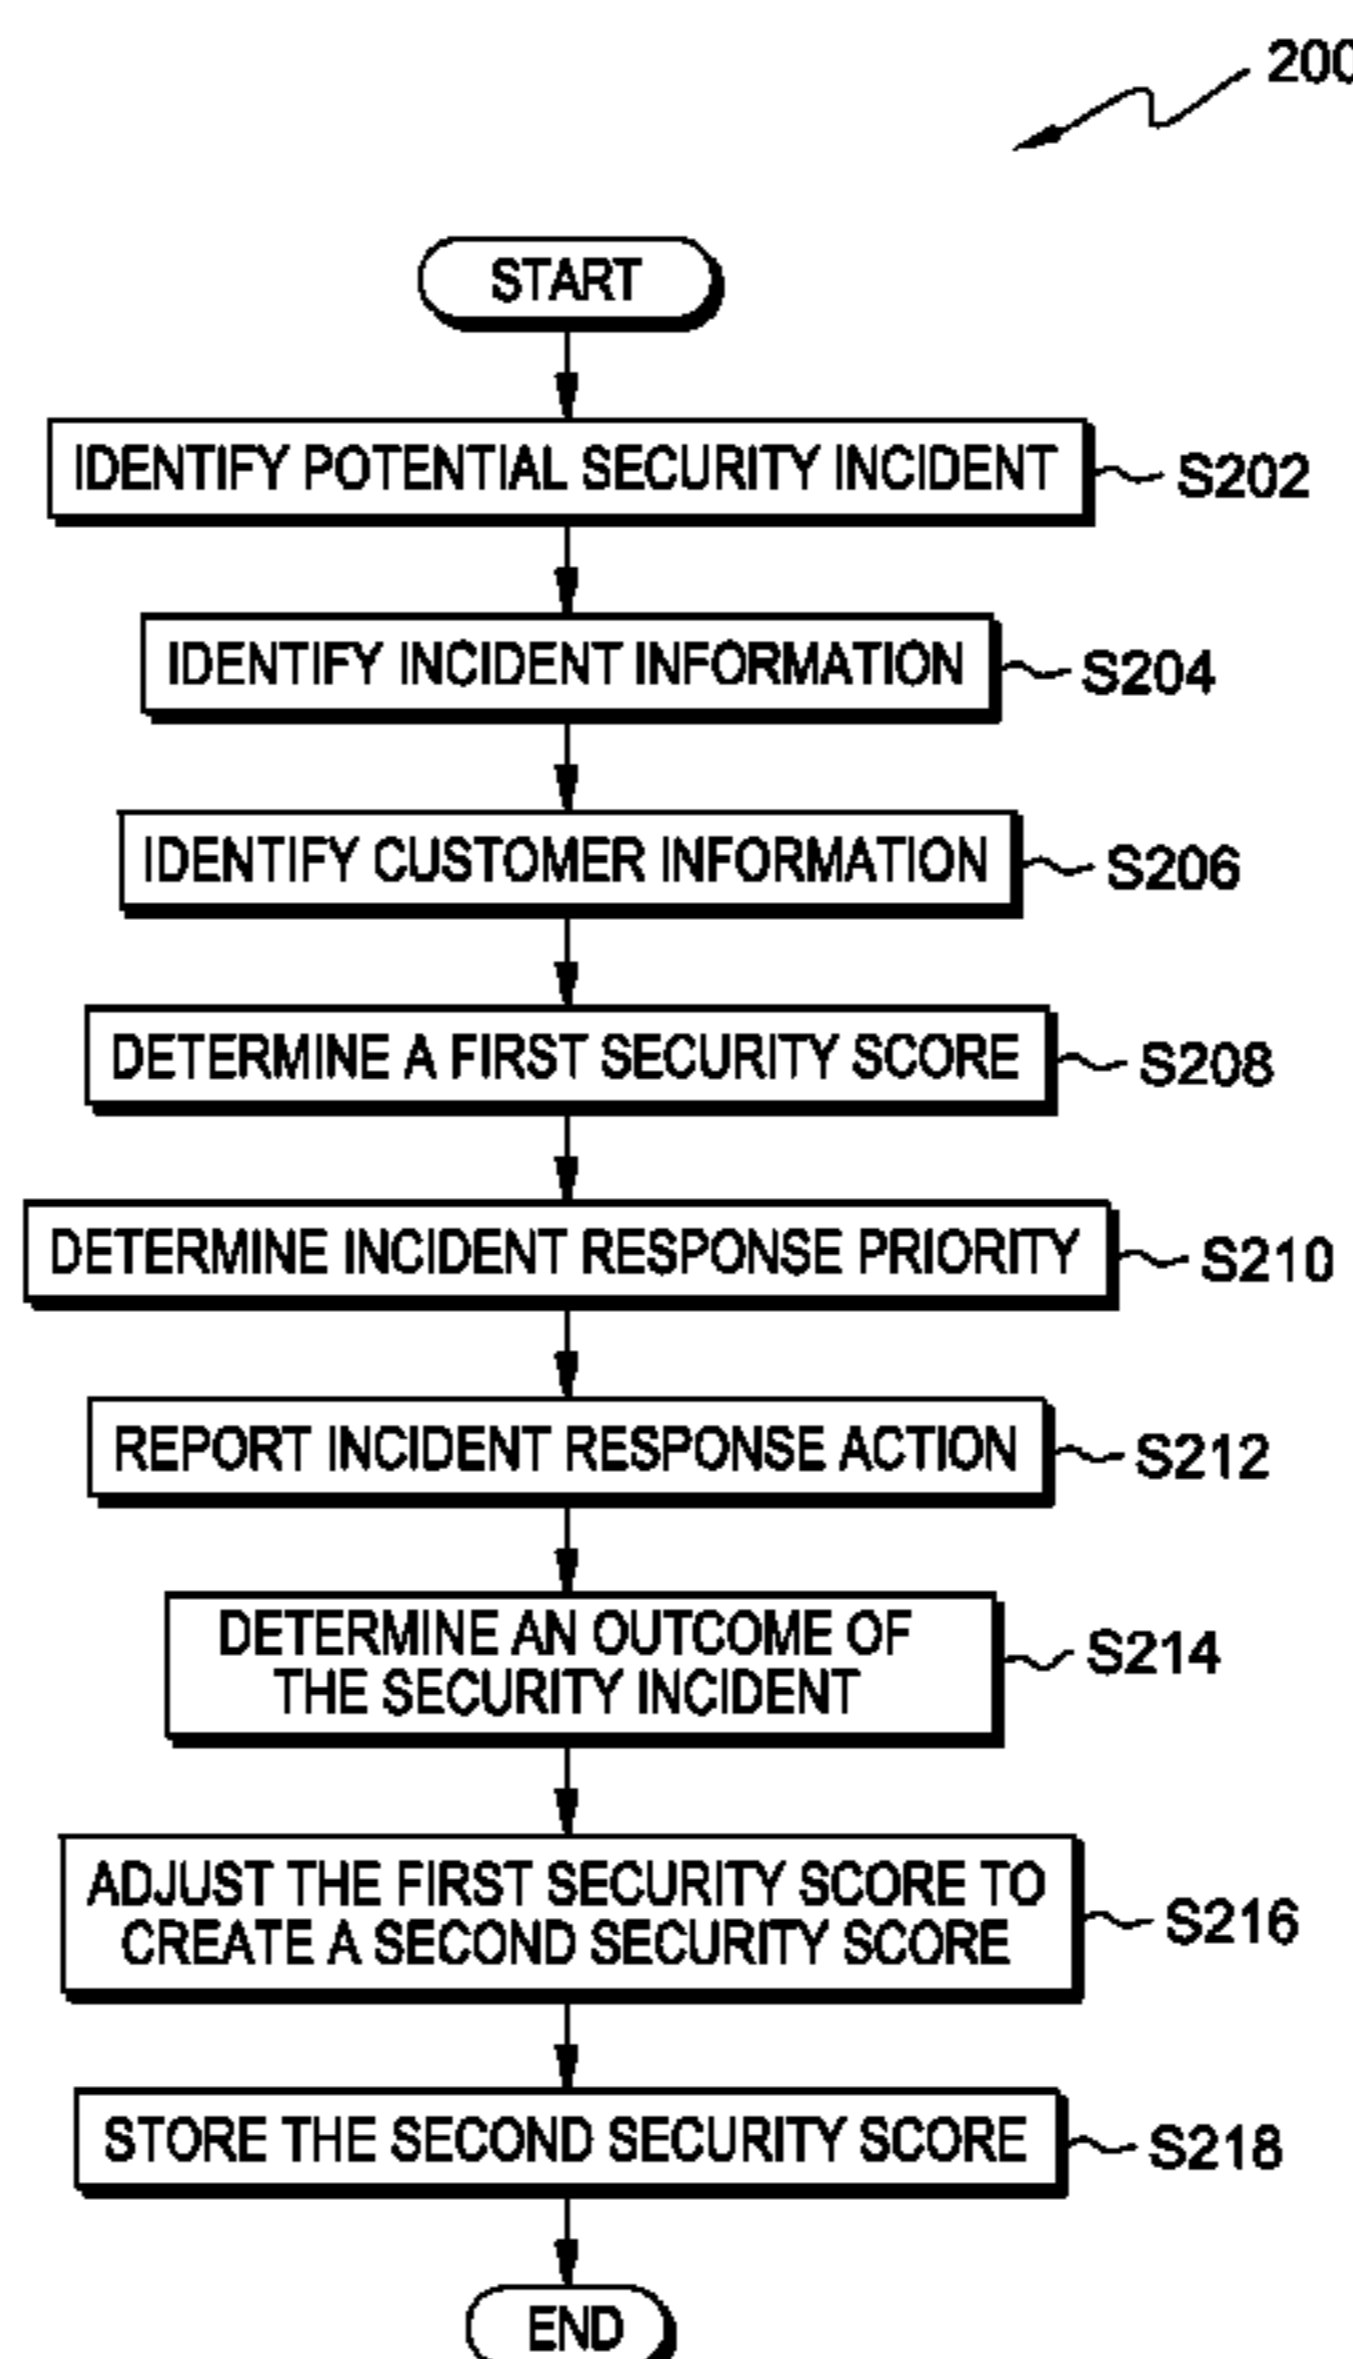 200
START
IDENTIFY POTENTIAL SECURITY INCIDENT
S202
IDENTIFY INCIDENT INFORMATION
S204
IDENTIFY CUSTOMER INFORMATION
S206
DETERMINE A FIRST SECURITY SCORE
S208
DETERMINE INCIDENT RESPONSE PRIORITY
S210
REPORT INCIDENT RESPONSE ACTION
S212
DETERMINE AN OUTCOME OF
THE SECURITY INCIDENT
S214
ADJUST THE FIRST SECURITY SCORE TO
CREATE A SECOND SECURITY SCORE
S216
STORE THE SECOND SECURITY SCORE
S218
END